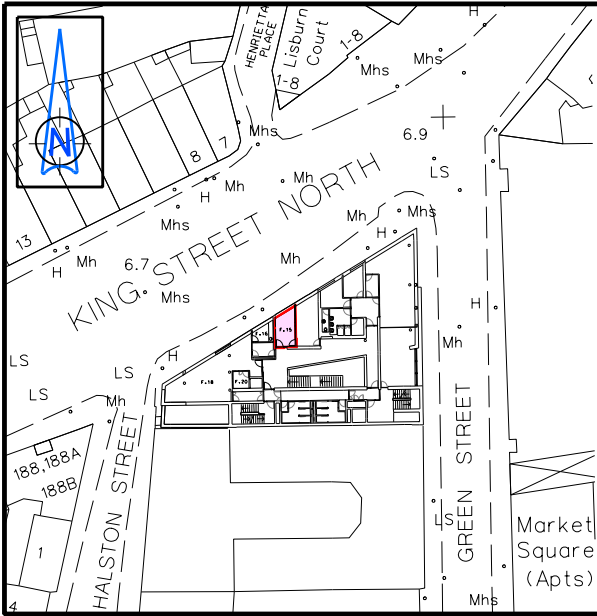 H
HENRIETTA
PLACE
Lisburn
Court
1-8
1-8
Mhs
Mhs
N
6.9
Mhs
7
8
LS
Mh
Mh
Mhs
Mh
Mhs
H
13
KING STREET NORTH
H
Mh
6.7
Mh
Mhs
H
F.16
F.15
Mh
LS
LS
H
F.18
F.20
LS
Mh
188,188A
188B
HALSTON STREET
GREEN STREET
LS
Market
Square
(Apts)
1
4
Mhs